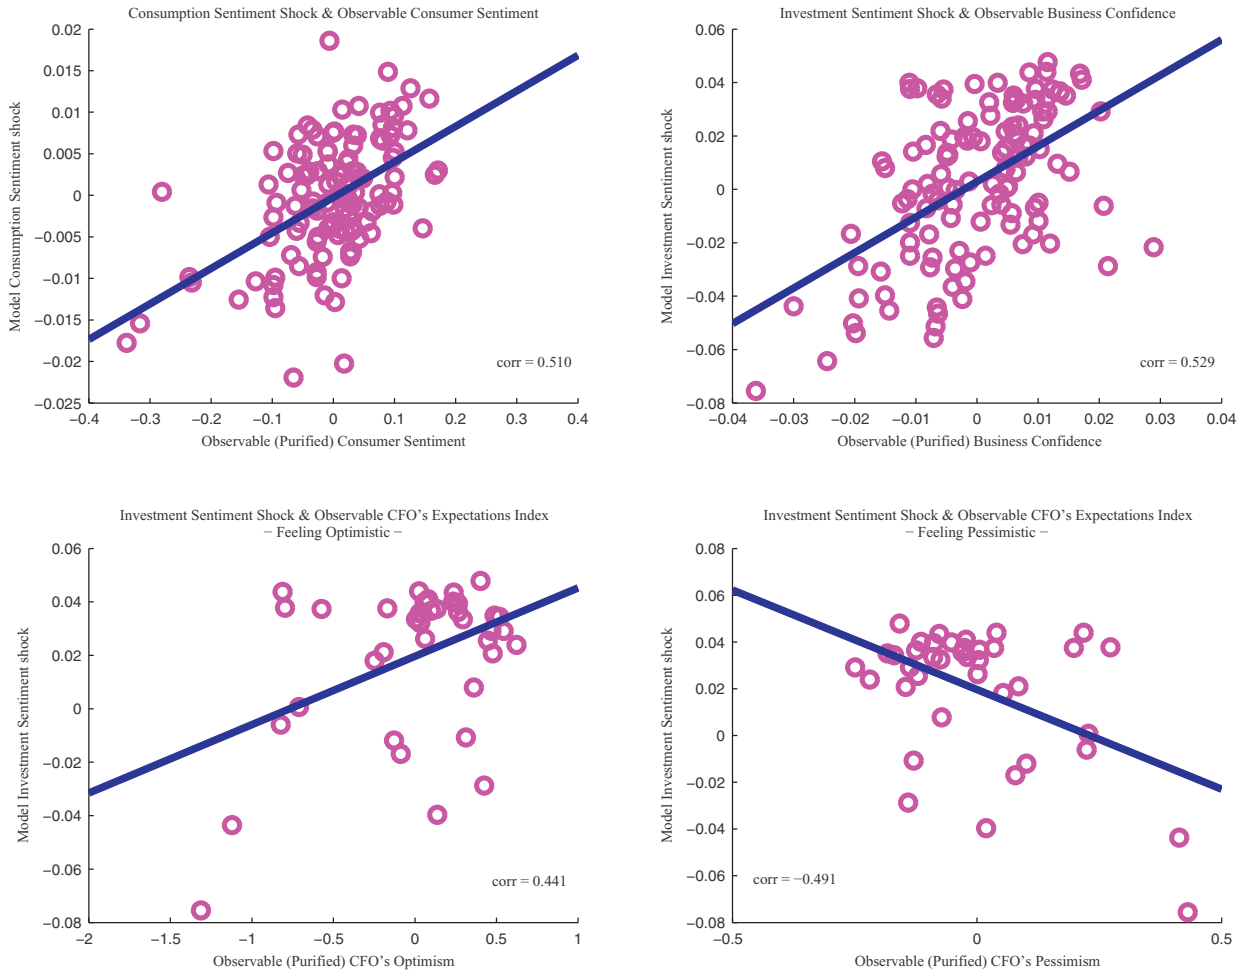 Consumption Sentiment Shock & Observable Consumer Sentiment
0.02
0.015
0.01
0.005
0
−0.005
−0.01
−0.015
−0.02
−0.025
Model Consumption Sentiment shock
corr = 0.510
−0.4 −0.3 −0.2 −0.1 0 0.1 0.2 0.3 0.4
Observable (Purified) Consumer Sentiment
Investment Sentiment Shock & Observable Business Confidence
0.06
0.04
0.02
0
−0.02
−0.04
−0.06
−0.08
Model Investment Sentiment shock
corr = 0.529
−0.04 −0.03 −0.02 −0.01 0 0.01 0.02 0.03 0.04
Observable (Purified) Business Confidence
Investment Sentiment Shock & Observable CFO's Expectations Index
− Feeling Optimistic −
0.06
0.04
0.02
0
−0.02
−0.04
−0.06
−0.08
Model Investment Sentiment shock
corr = 0.441
−2 −1.5 −1 −0.5 0 0.5 1
Observable (Purified) CFO's Optimism
Investment Sentiment Shock & Observable CFO's Expectations Index
− Feeling Pessimistic −
0.08
0.06
0.04
0.02
0
−0.02
−0.04
−0.06
−0.08
Model Investment Sentiment shock
corr = −0.491
−0.5 0 0.5
Observable (Purified) CFO's Pessimism